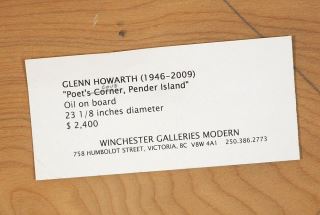 GLENN HOWARTH (1946-2009)
"Poet's Corner, Pender Island"
Oil on board
23 1/8 inches diameter
$ 2,400
WINCHESTER GALLERIES MODERN
758 HUMBOLDT STREET, VICTORIA, BC V8W 4A1 250.386.2773